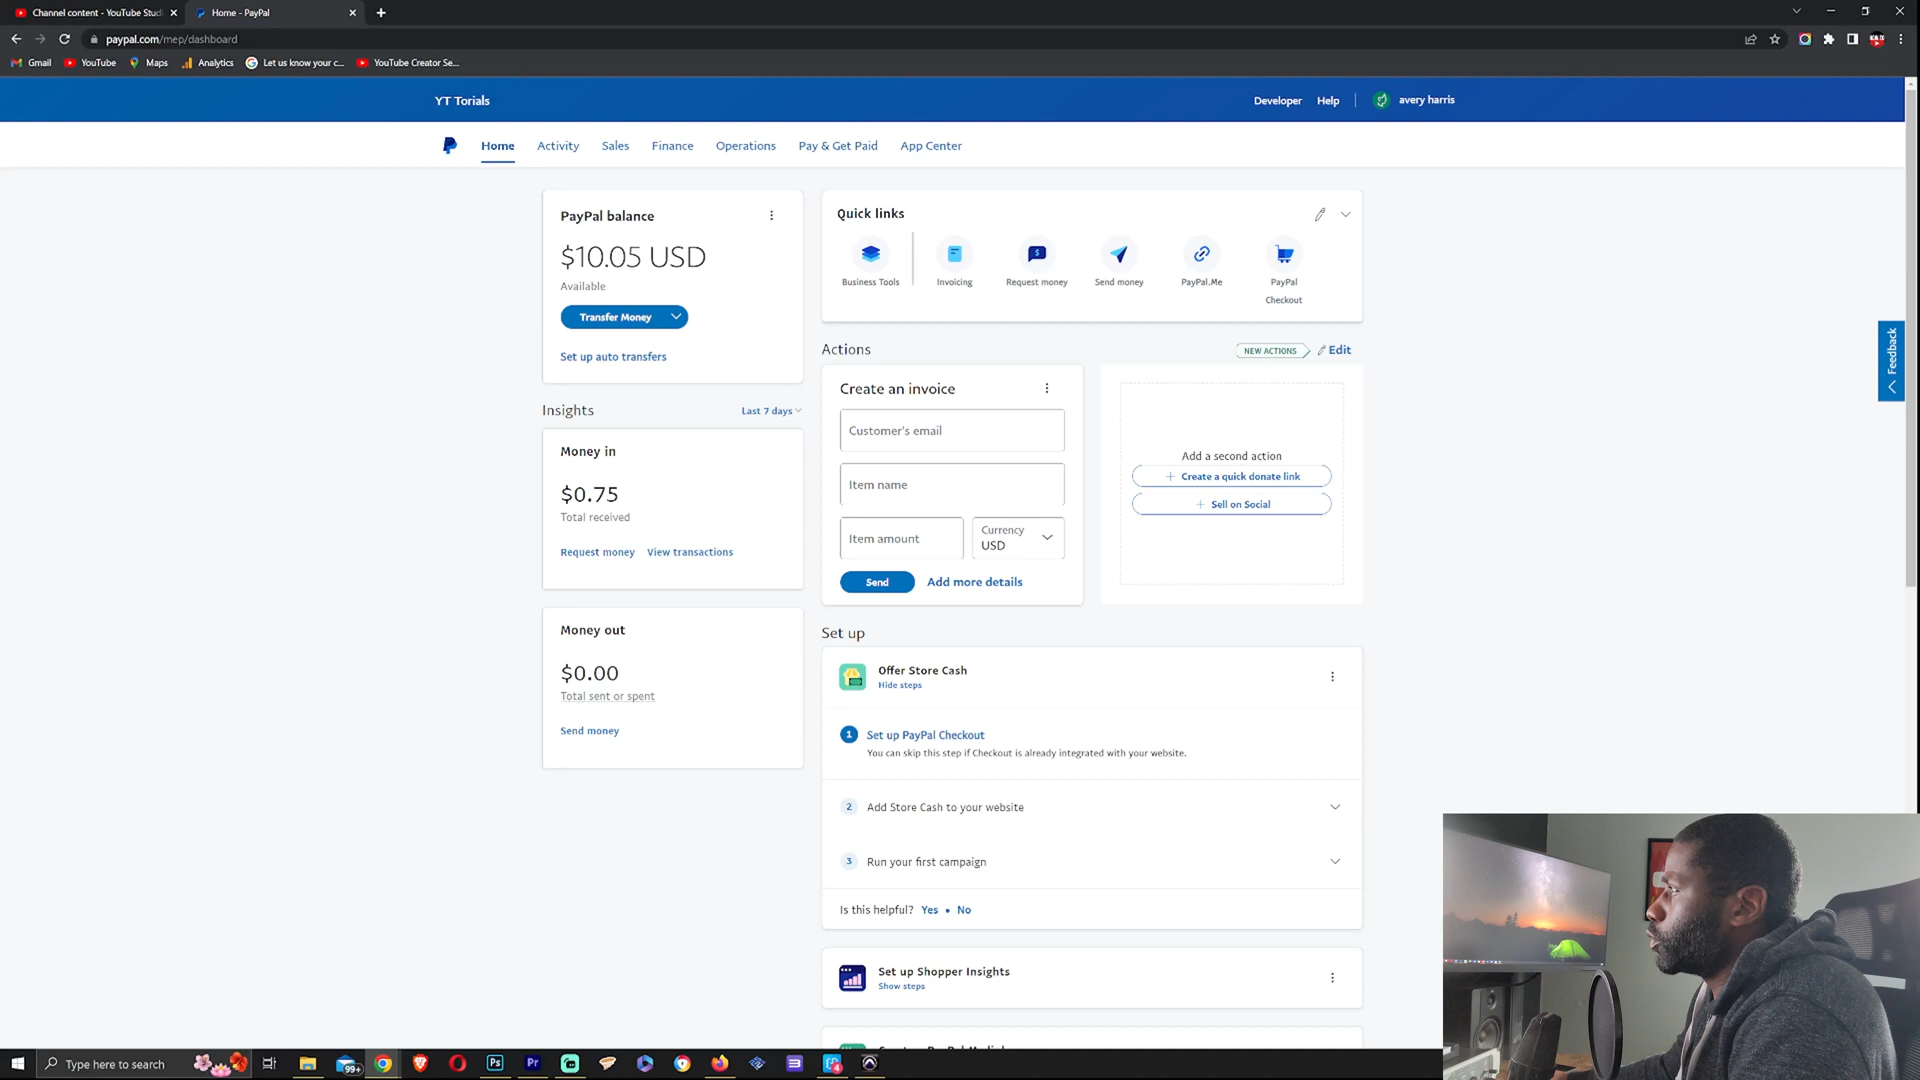 Channel content - YouTube Studi
Home - PayPal
paypal.com/mep/dashboard
Gmail
YouTube
Maps
Analytics
Let us know your c...
YouTube Creator Se...
YT Torials
Developer
Help
avery harris
Home
Activity
Sales
Finance
Operations
Pay & Get Paid
App Center
PayPal balance
$10.05 USD
Available
Transfer Money
Set up auto transfers
Quick links
Business Tools
Invoicing
Request money
Send money
PayPal.Me
PayPal
Checkout
Feedback
Insights
Last 7 days
Money in
$0.75
Total received
Request money
View transactions
Money out
$0.00
Total sent or spent
Send money
Actions
NEW ACTIONS
Edit
Create an invoice
Customer's email
Item name
Item amount
Currency
USD
Send
Add more details
Add a second action
+ Create a quick donate link
+ Sell on Social
Set up
Offer Store Cash
Hide steps
1 Set up PayPal Checkout
You can skip this step if Checkout is already integrated with your website.
2 Add Store Cash to your website
3 Run your first campaign
Is this helpful? Yes • No
Set up Shopper Insights
Show steps
Type here to search
99+
Ps
Pr
4